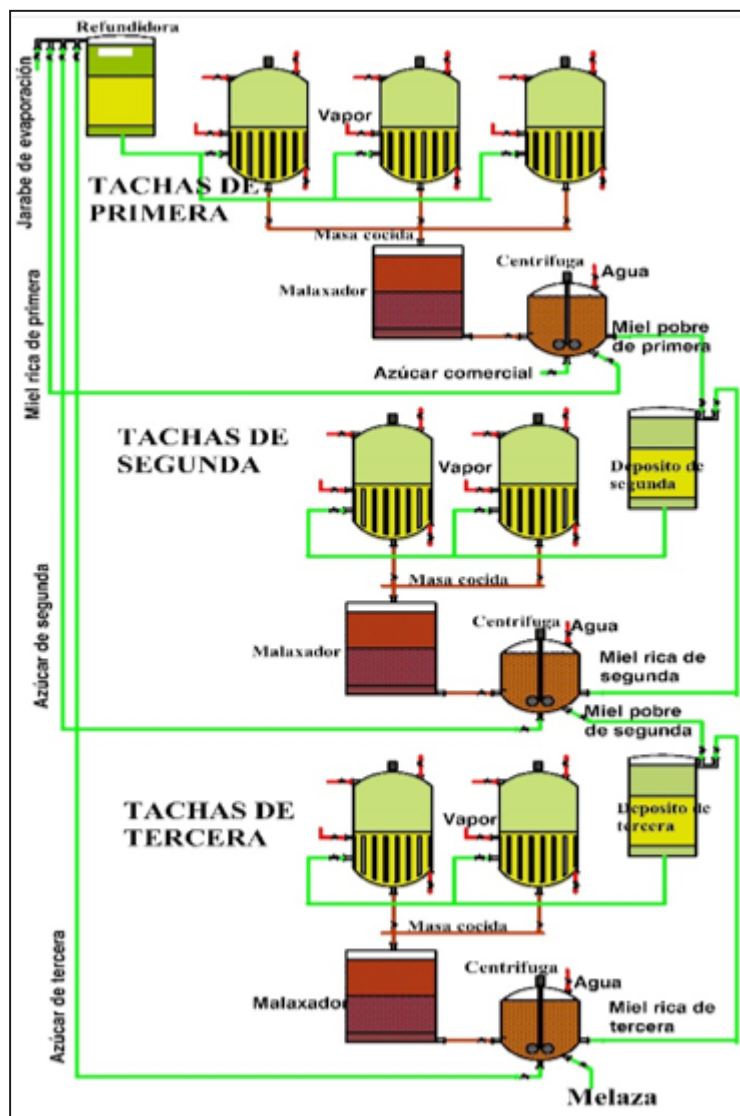 Refundidora
Jarabe de evaporación
Vapor
TACHAS DE
PRIMERA
Masa cocida
Malaxador
Centrifuga
Agua
Miel rica de primera
Miel pobre
de primera
Azúcar comercial
TACHAS DE
SEGUNDA
Vapor
Deposito de
segunda
Masa cocida
Azúcar de segunda
Malaxador
Centrifuga
Agua
Miel rica de
segunda
Miel pobre
de segunda
TACHAS DE
TERCERA
Vapor
Deposito de
tercera
Masa cocida
Azúcar de tercera
Malaxador
Centrifuga
Agua
Miel rica de
tercera
Melaza